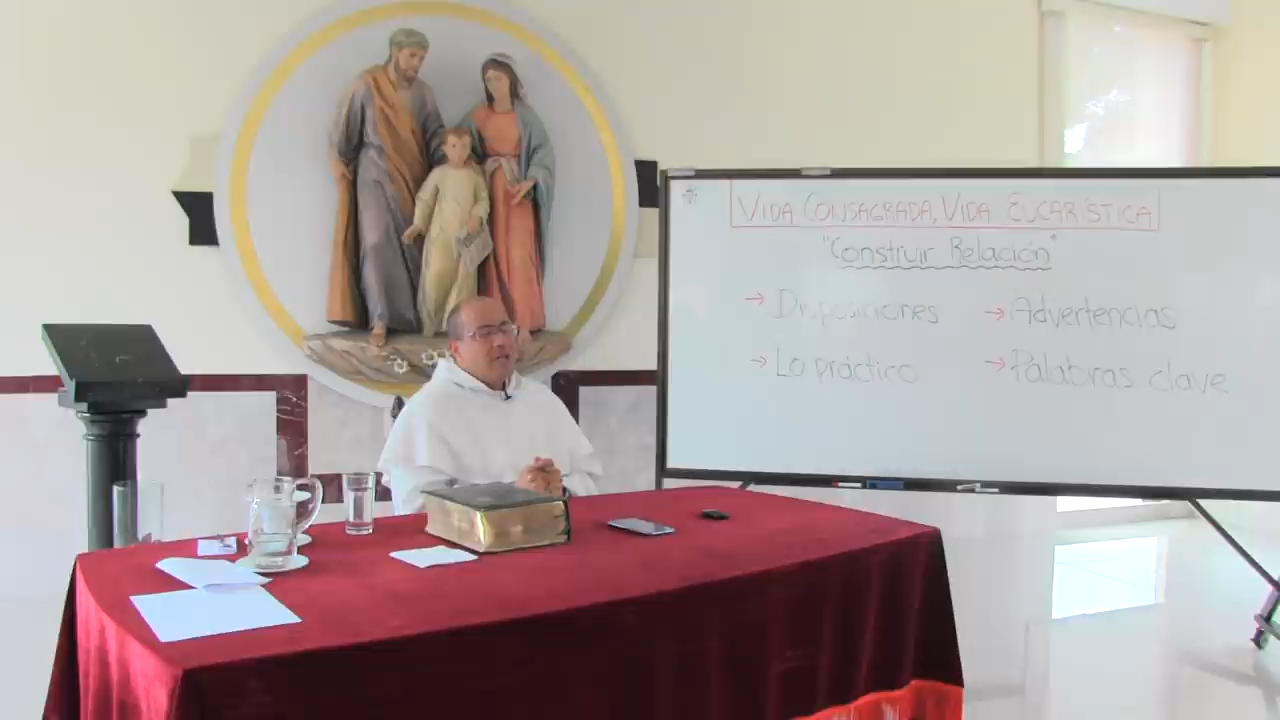 VIDA CONSAGRADA, VIDA EUCARÍSTICA
"Construir Relación"
→ Disposiciones → Advertencias
→ Lo práctico → Palabras clave